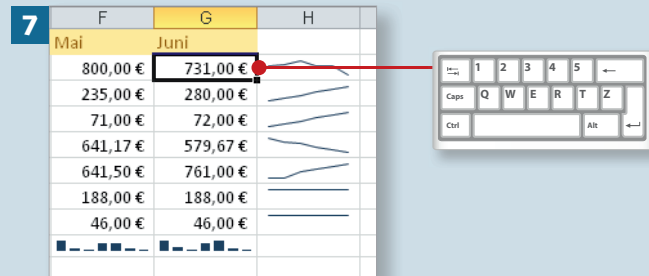 7
F G H
Mai Juni
800,00 € 731,00 €
235,00 € 280,00 €
71,00 € 72,00 €
641,17 € 579,67 €
641,50 € 761,00 €
188,00 € 188,00 €
46,00 € 46,00 €
1 2 3 4 5
Caps Q W E R T Z
Ctrl Alt